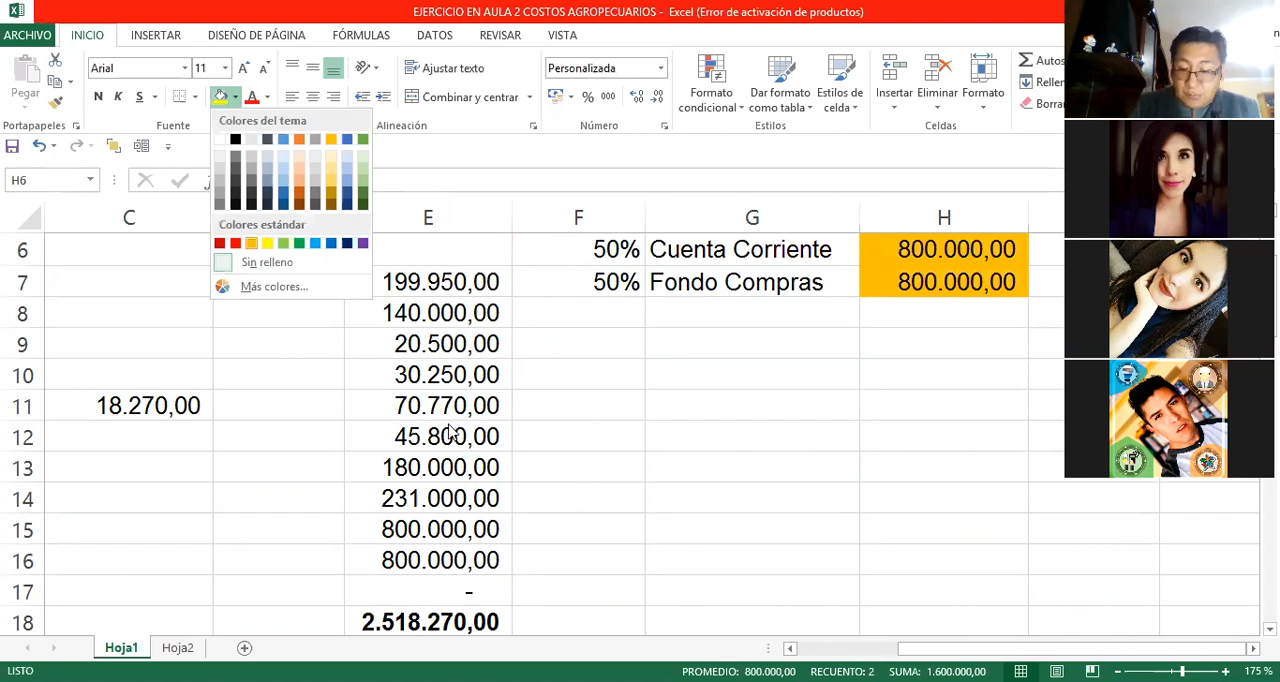 EJERCICIO EN AULA 2 COSTOS AGROPECUARIOS - Excel (Error de activación de productos)
ARCHIVO INICIO INSERTAR DISEÑO DE PÁGINA FÓRMULAS DATOS REVISAR VISTA
Pegar
Arial 11
N K S
Ajustar texto
Combinar y centrar
Personalizada
% 000
Formato condicional
Dar formato como tabla
Estilos de celda
Insertar Eliminar Formato
Autos
Rellen
Borra
Portapapeles Fuente Alineación Número Estilos Celdas
Colores del tema
Colores estándar
Sin relleno
Más colores...
H6
C E F G H
6 50% Cuenta Corriente 800.000,00
7 199.950,00 50% Fondo Compras 800.000,00
8 140.000,00
9 20.500,00
10 30.250,00
11 18.270,00 70.770,00
12 45.800,00
13 180.000,00
14 231.000,00
15 800.000,00
16 800.000,00
17 -
18 2.518.270,00
Hoja1 Hoja2
LISTO PROMEDIO: 800.000,00 RECUENTO: 2 SUMA: 1.600.000,00 175 %